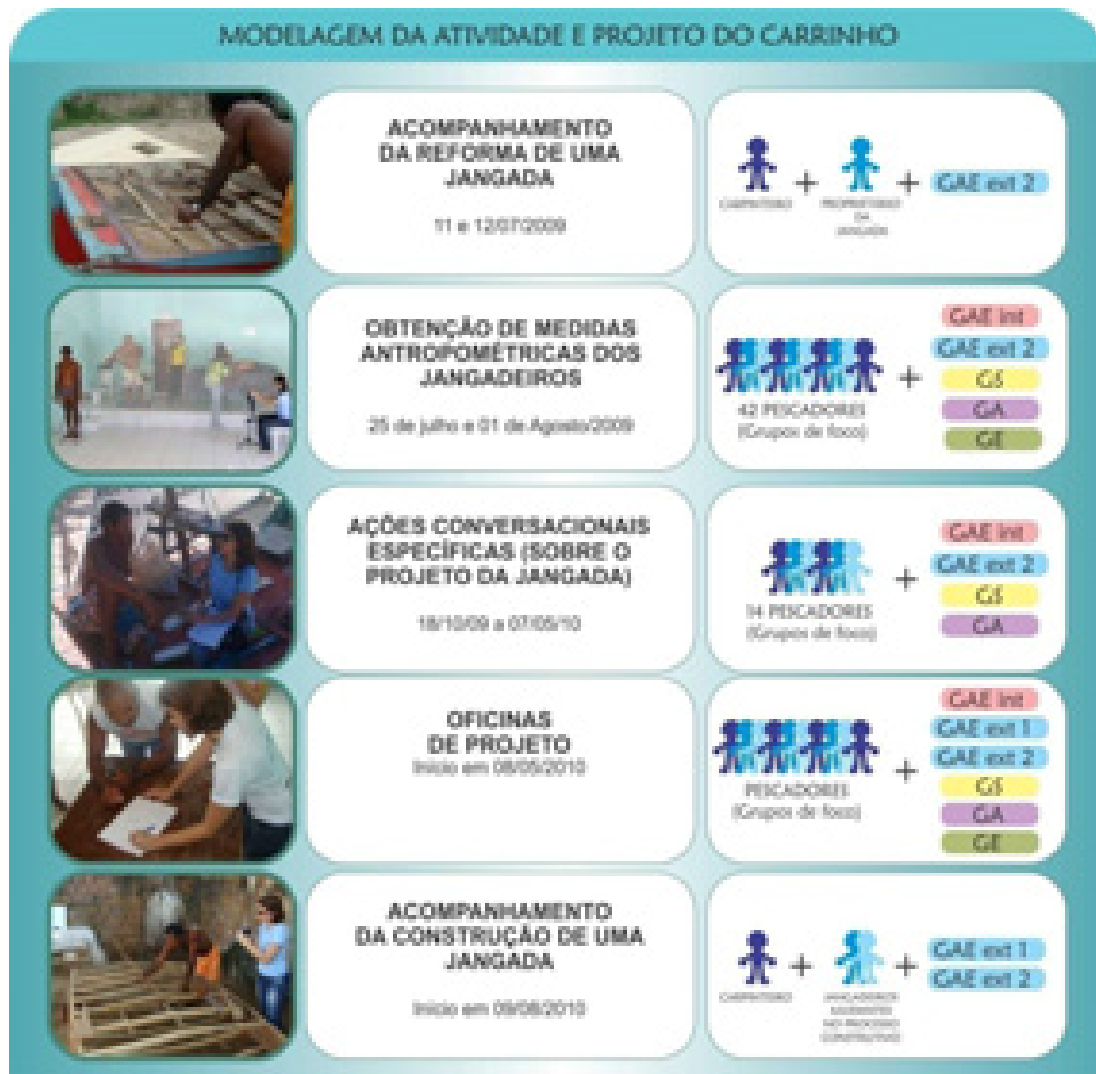 MODELAGEM DA ATIVIDADE E PROJETO DO CARRINHO
ACOMPANHAMENTO
DA REFORMA DE UMA
JANGADA
11 e 12/07/2009
CARPINTEIRO
+
PROPRIETÁRIO
DA
JANGADA
+
GAE ext 2
OBTENÇÃO DE MEDIDAS
ANTROPOMÉTRICAS DOS
JANGADEIROS
25 de julho e 01 de Agosto/2009
42 PESCADORES
(Grupos de foco)
+
GAE int
GAE ext 2
GS
GA
GE
AÇÕES CONVERSACIONAIS
ESPECÍFICAS (SOBRE O
PROJETO DA JANGADA)
18/10/09 a 07/05/10
14 PESCADORES
(Grupos de foco)
+
GAE int
GAE ext 2
GS
GA
OFICINAS
DE PROJETO
Início em 08/05/2010
PESCADORES
(Grupos de foco)
+
GAE int
GAE ext 1
GAE ext 2
GS
GA
GE
ACOMPANHAMENTO
DA CONSTRUÇÃO DE UMA
JANGADA
Início em 09/08/2010
CARPINTEIRO
+
JANGADEIROS
NO PROCESSO
CONSTRUTIVO
+
GAE ext 1
GAE ext 2